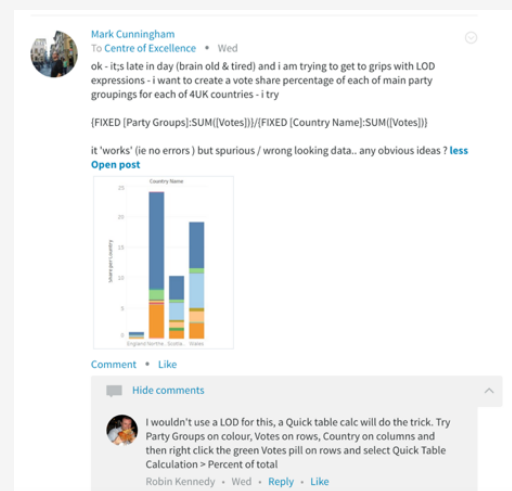 Mark Cunningham
To Centre of Excellence • Wed
ok - it;s late in day (brain old & tired) and i am trying to get to grips with LOD
expressions - i want to create a vote share percentage of each of main party
groupings for each of 4UK countries - i try
{FIXED [Party Groups]:SUM([Votes])}/{FIXED [Country Name]:SUM([Votes])}
it 'works' (ie no errors ) but spurious / wrong looking data.. any obvious ideas ? less
Open post
Country Name
25
20
15
10
5
0
England Northe.. Scotla.. Wales
Comment • Like
Hide comments
I wouldn't use a LOD for this, a Quick table calc will do the trick. Try
Party Groups on colour, Votes on rows, Country on columns and
then right click the green Votes pill on rows and select Quick Table
Calculation > Percent of total
Robin Kennedy • Wed • Reply • Like